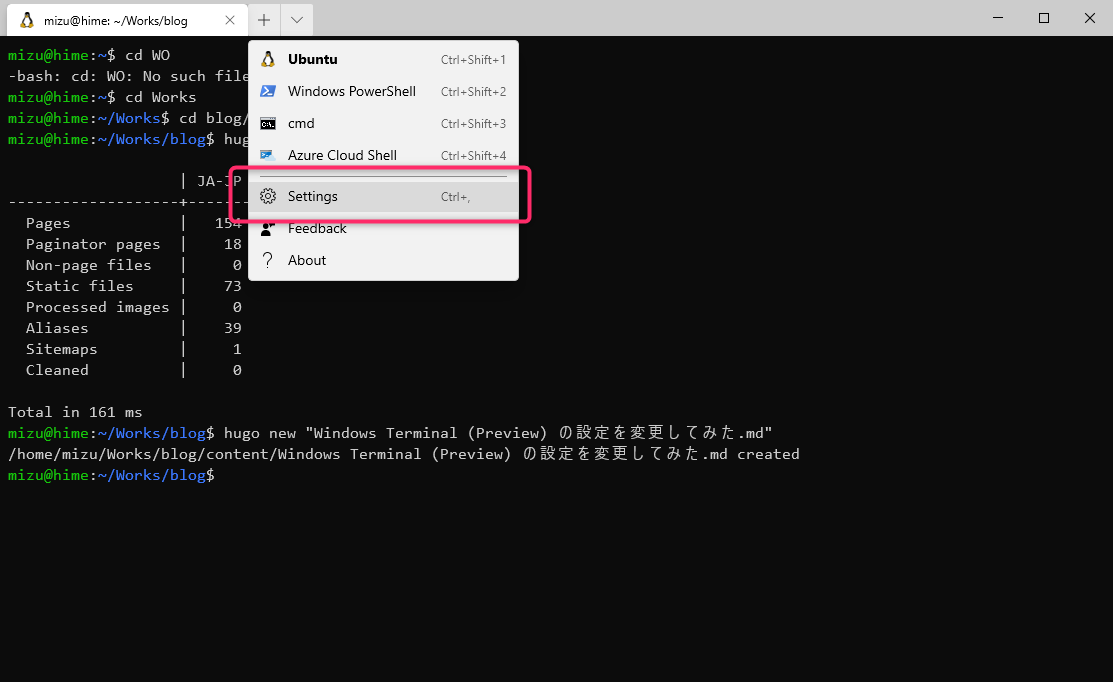 mizu@hime: ~/Works/blog
mizu@hime:~$ cd WO
-bash: cd: WO: No such file
mizu@hime:~$ cd Works
mizu@hime:~/Works$ cd blog/
mizu@hime:~/Works/blog$ hug
| JA-JP
-------------------+-------
Pages | 154
Paginator pages | 18
Non-page files | 0
Static files | 73
Processed images | 0
Aliases | 39
Sitemaps | 1
Cleaned | 0
Total in 161 ms
mizu@hime:~/Works/blog$ hugo new "Windows Terminal (Preview) の設定を変更してみた.md"
/home/mizu/Works/blog/content/Windows Terminal (Preview) の設定を変更してみた.md created
mizu@hime:~/Works/blog$
Ubuntu Ctrl+Shift+1
Windows PowerShell Ctrl+Shift+2
cmd Ctrl+Shift+3
Azure Cloud Shell Ctrl+Shift+4
Settings Ctrl+,
Feedback
About